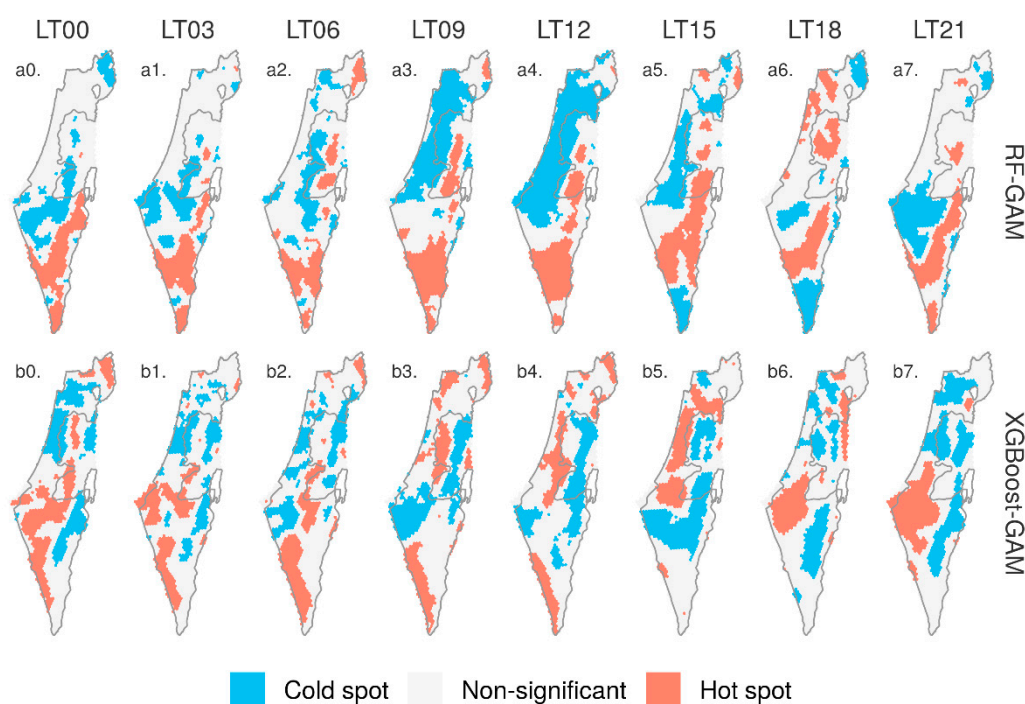 LT00 LT03 LT06 LT09 LT12 LT15 LT18 LT21
a0. a1. a2. a3. a4. a5. a6. a7.
RF-GAM
b0. b1. b2. b3. b4. b5. b6. b7.
XGBoost-GAM
Cold spot Non-significant Hot spot